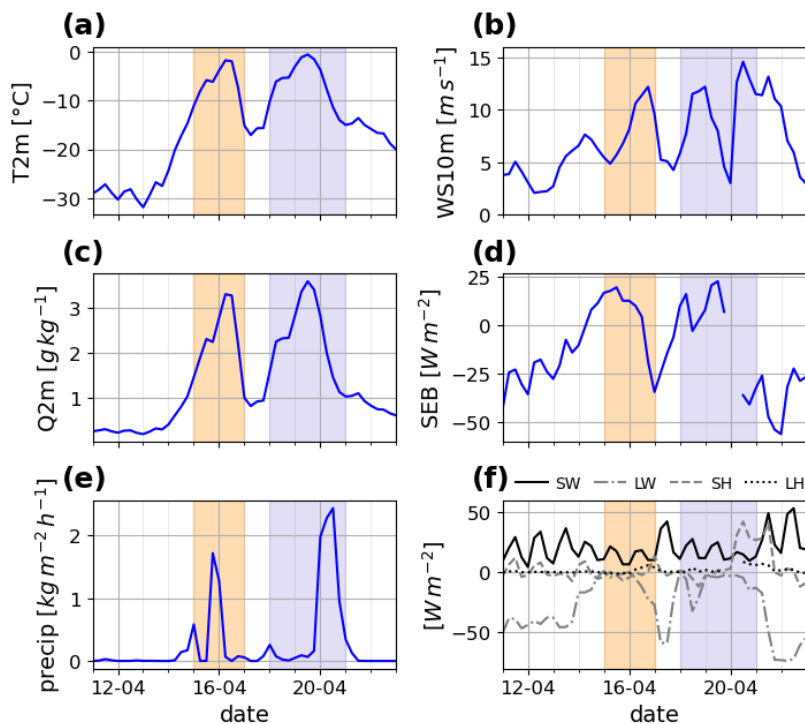 (a)
0
−10
−20
−30
T2m [°C]
(b)
15
10
5
0
WS10m [m s⁻¹]
(c)
3
2
1
Q2m [g kg⁻¹]
(d)
25
0
−25
−50
SEB [W m⁻²]
(e)
2
1
0
precip [kg m⁻² h⁻¹]
12-04 16-04 20-04
date
(f)
SW LW SH LH
50
0
−50
[W m⁻²]
12-04 16-04 20-04
date